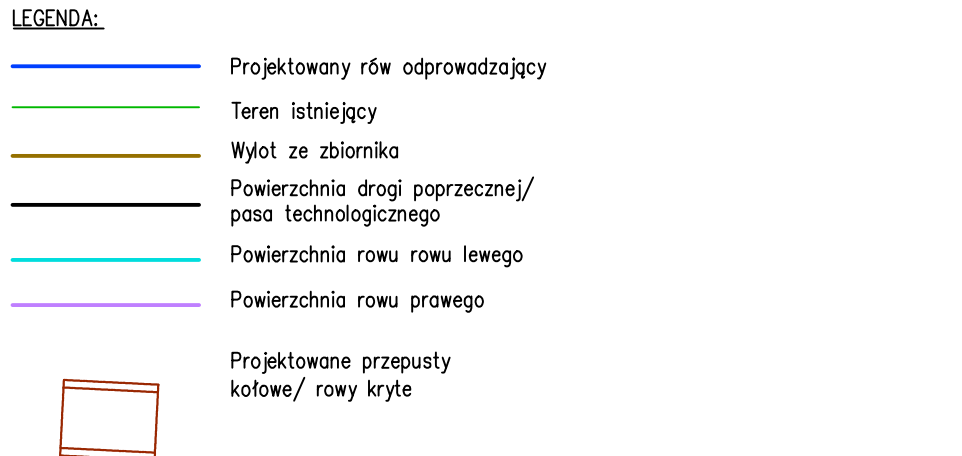 LEGENDA:
Projektowany rów odprowadzający
Teren istniejący
Wylot ze zbiornika
Powierzchnia drogi poprzecznej/
pasa technologicznego
Powierzchnia rowu rowu lewego
Powierzchnia rowu prawego
Projektowane przepusty
kołowe/ rowy kryte